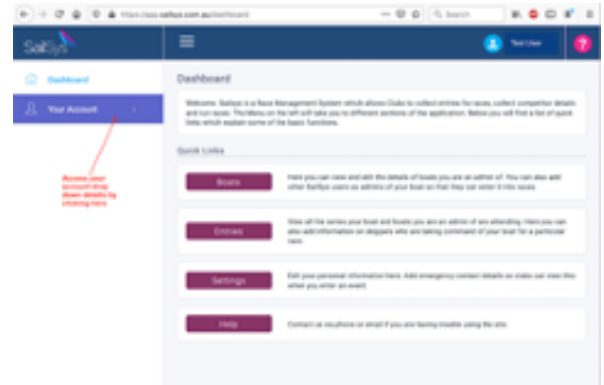 https://app.sailsys.com.au/dashboard
Search
SailSys
Test User
?
Dashboard
Dashboard
Your Account
Welcome. Sailsys is a Race Management System which allows Clubs to collect entries for races, collect competitor details
and run races. The Menu on the left will take you to different sections of the application. Below you will find a list of quick
links which explain some of the basic functions.
Quick Links
Access your
account drop
down details by
clicking here
Boats
Here you can view and edit the details of boats you are an admin of. You can also add
other SailSys users as admins of your boat so that they can enter it into races.
Entries
View all the series your boat and boats you are an admin of are attending. Here you can
also add information on skippers who are taking command of your boat for a particular
race.
Settings
Edit your personal information here. Add emergency contact details so clubs can view this
when you enter an event.
Help
Contact us via phone or email if you are having trouble using the site.